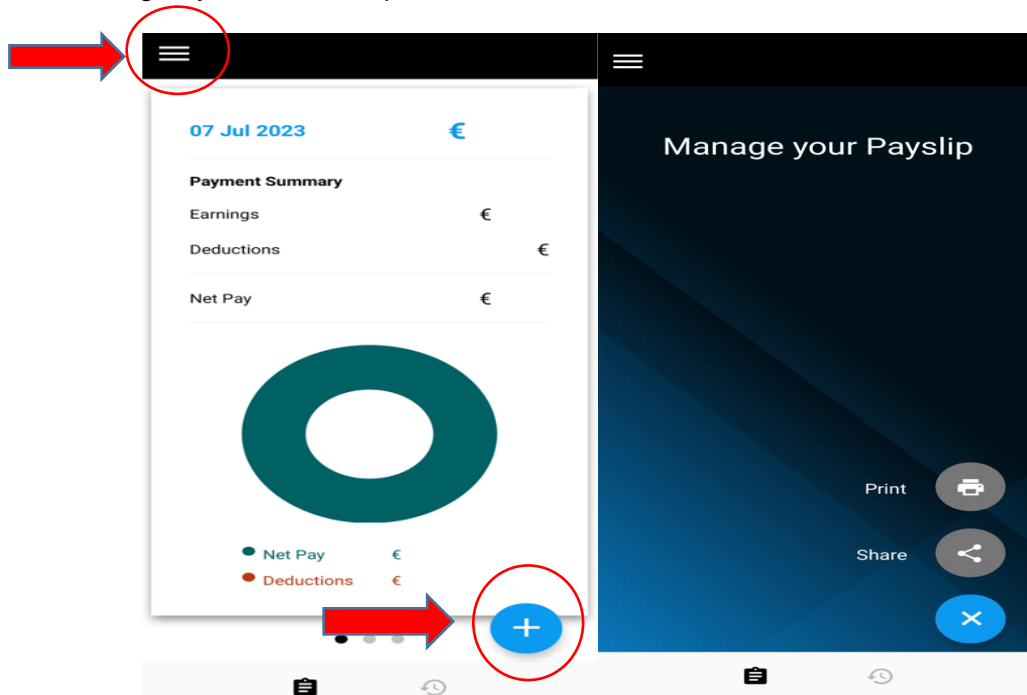 07 Jul 2023 €
Payment Summary
Earnings €
Deductions €
Net Pay €
Net Pay €
Deductions €
Manage your Payslip
Print
Share